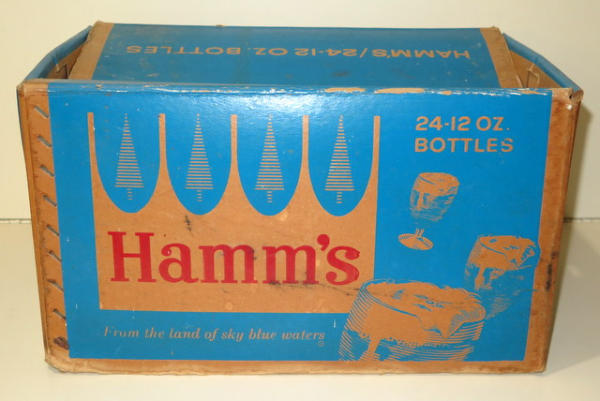 HAMM'S/24-12 OZ. BOTTLES
24-12 OZ.
BOTTLES
Hamm's
From the land of sky blue waters
®